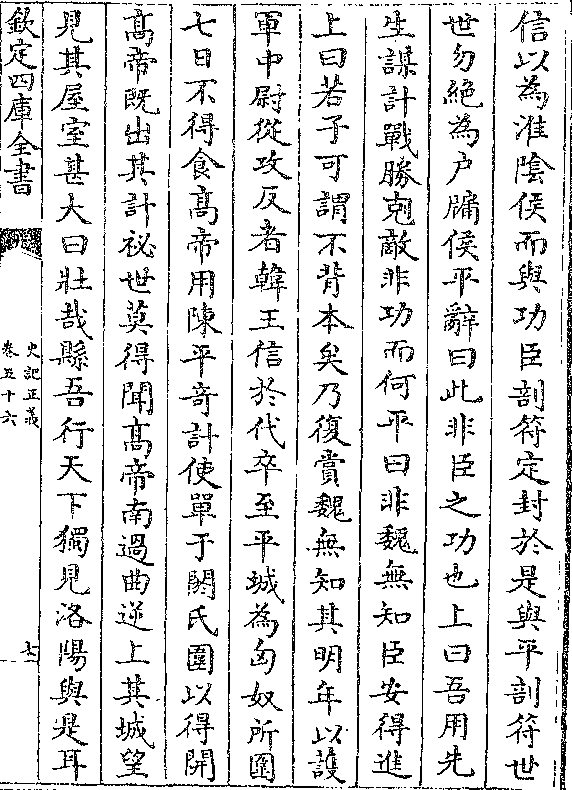 信以為淮隂侯而與功臣剖符定封於是與平剖符世
世勿絶為户牖侯平辭曰此非臣之功也上曰吾用先
生謀計戰勝剋敵非功而何平曰非魏無知臣安得進
上曰若子可謂不背本矣乃復賞魏無知其明年以護
軍中尉從攻反者韓王信於代卒至平城為匈奴所圍
七日不得食髙帝用陳平竒計使單于閼氏圍以得開
髙帝既出其計祕世莫得聞髙帝南過曲逆上其城望
見其屋室甚大曰壯哉縣吾行天下獨見洛陽與是耳
欽定四庫全書
史記正義
卷五十六
七